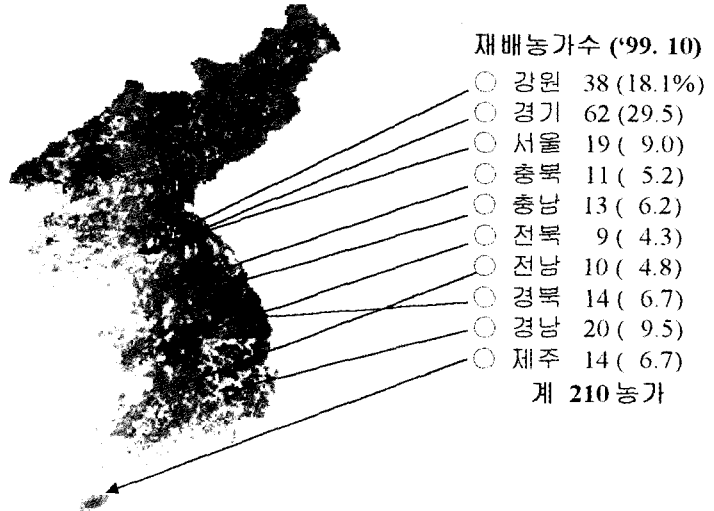 재배농가수 (‘99. 10)
○ 강원 38 (18.1%)
○ 경기 62 (29.5)
○ 서울 19 ( 9.0)
○ 충북 11 ( 5.2)
○ 충남 13 ( 6.2)
○ 전북 9 ( 4.3)
○ 전남 10 ( 4.8)
○ 경북 14 ( 6.7)
○ 경남 20 ( 9.5)
○ 제주 14 ( 6.7)
계 210 농가